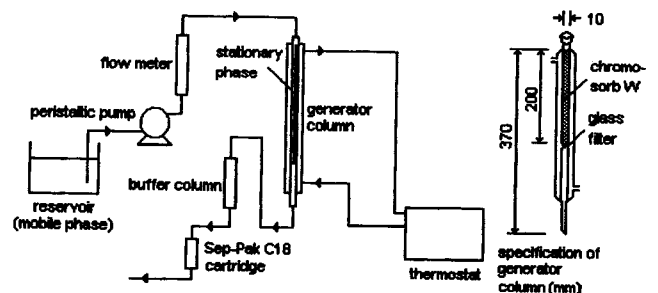 flow meter
peristaltic pump
reservoir
(mobile phase)
stationary
phase
generator
column
buffer column
Sep-Pak C18
cartridge
thermostat
10
200
370
chromo-
sorb W
glass
filter
specification of
generator
column (mm)